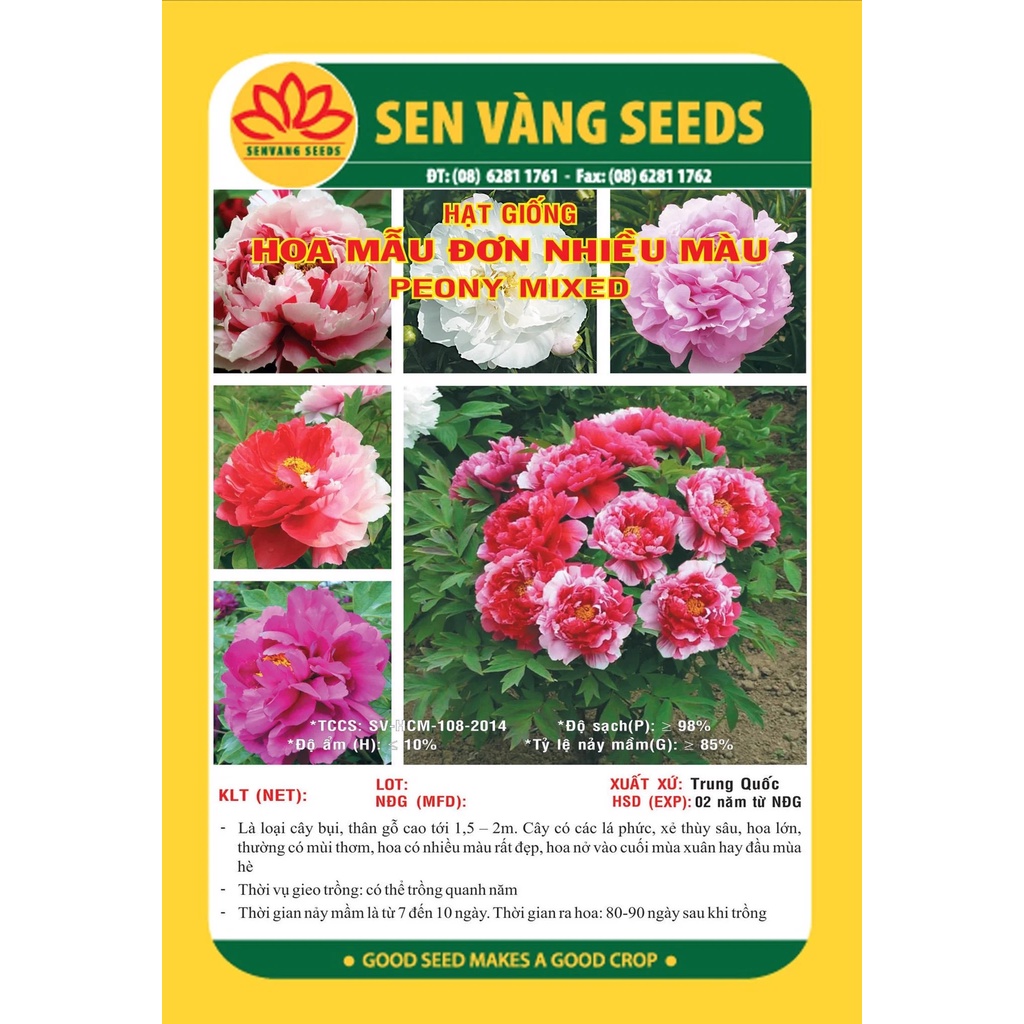 SENVANG SEEDS
SEN VÀNG SEEDS
ĐT: (08) 6281 1761 - Fax: (08) 6281 1762
HẠT GIỐNG
HOA MẪU ĐƠN NHIỀU MÀU
PEONY MIXED
*TCCS: SV-HCM-108-2014 *Độ sạch(P): ≥ 98%
*Độ ẩm (H): ≤ 10% *Tỷ lệ nảy mầm(G): ≥ 85%
KLT (NET):
LOT:
NĐG (MFD):
XUẤT XỨ: Trung Quốc
HSD (EXP): 02 năm từ NĐG
- Là loại cây bụi, thân gỗ cao tới 1,5 – 2m. Cây có các lá phức, xẻ thùy sâu, hoa lớn,
thường có mùi thơm, hoa có nhiều màu rất đẹp, hoa nở vào cuối mùa xuân hay đầu mùa
hè
- Thời vụ gieo trồng: có thể trồng quanh năm
- Thời gian nảy mầm là từ 7 đến 10 ngày. Thời gian ra hoa: 80-90 ngày sau khi trồng
• GOOD SEED MAKES A GOOD CROP •